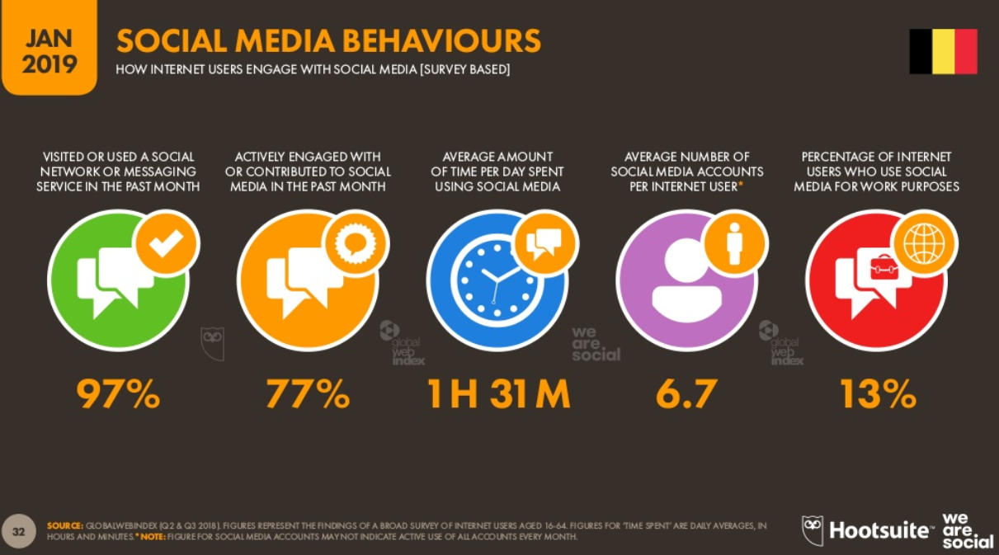 JAN
2019
SOCIAL MEDIA BEHAVIOURS
HOW INTERNET USERS ENGAGE WITH SOCIAL MEDIA [SURVEY BASED]
VISITED OR USED A SOCIAL
NETWORK OR MESSAGING
SERVICE IN THE PAST MONTH
ACTIVELY ENGAGED WITH
OR CONTRIBUTED TO SOCIAL
MEDIA IN THE PAST MONTH
AVERAGE AMOUNT
OF TIME PER DAY SPENT
USING SOCIAL MEDIA
AVERAGE NUMBER OF
SOCIAL MEDIA ACCOUNTS
PER INTERNET USER*
PERCENTAGE OF INTERNET
USERS WHO USE SOCIAL
MEDIA FOR WORK PURPOSES
global
web
index
we
are
social
global
web
index
97%
77%
1H 31M
6.7
13%
32
SOURCE: GLOBALWEBINDEX (Q2 & Q3 2018). FIGURES REPRESENT THE FINDINGS OF A BROAD SURVEY OF INTERNET USERS AGED 16-64. FIGURES FOR 'TIME SPENT' ARE DAILY AVERAGES, IN
HOURS AND MINUTES. * NOTE: FIGURE FOR SOCIAL MEDIA ACCOUNTS MAY NOT INDICATE ACTIVE USE OF ALL ACCOUNTS EVERY MONTH.
Hootsuite™
we
are
social